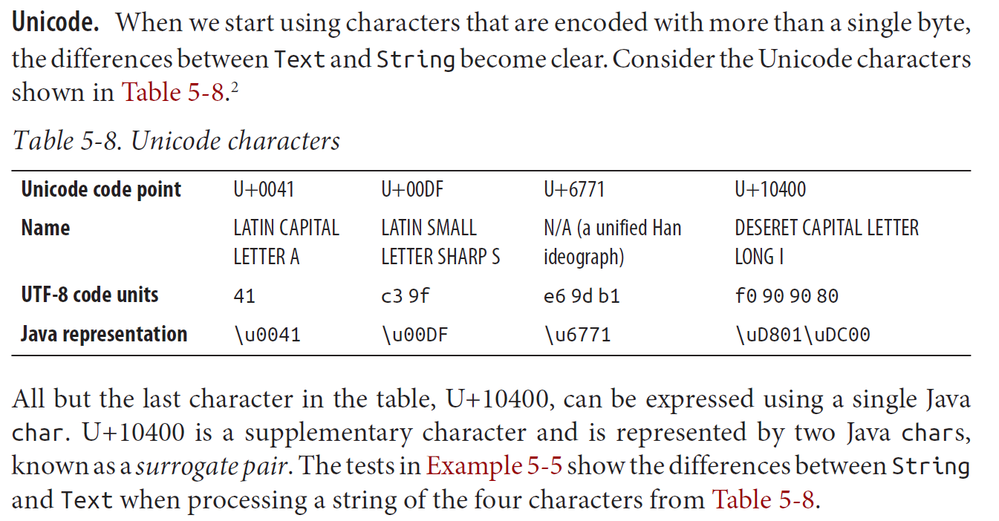 Unicode. When we start using characters that are encoded with more than a single byte,
the differences between Text and String become clear. Consider the Unicode characters
shown in Table 5-8.2
Table 5-8. Unicode characters
Unicode code point U+0041 U+00DF U+6771 U+10400
Name LATIN CAPITAL LATIN SMALL N/A (a unified Han DESERET CAPITAL LETTER
LETTER A LETTER SHARP S ideograph) LONG I
UTF-8 code units 41 c3 9f e6 9d b1 f0 90 90 80
Java representation \u0041 \u00DF \u6771 \uD801\uDC00
All but the last character in the table, U+10400, can be expressed using a single Java
char. U+10400 is a supplementary character and is represented by two Java chars,
known as a surrogate pair. The tests in Example 5-5 show the differences between String
and Text when processing a string of the four characters from Table 5-8.